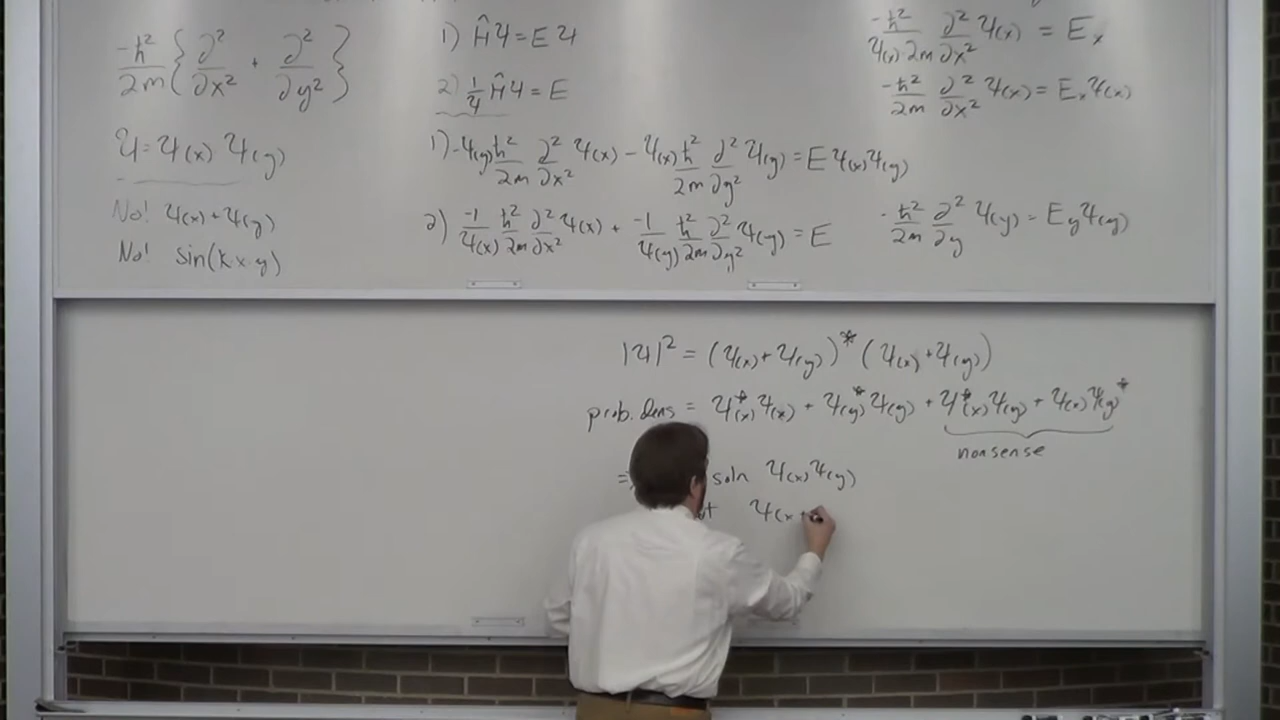 -ħ²/2m {∂²/∂x² + ∂²/∂y²}
Ψ = Ψ(x) Ψ(y)
No! Ψ(x) + Ψ(y)
No! sin(k x y)
1) ĤΨ = EΨ
2) 1/Ψ ĤΨ = E
1) -Ψ(y) ħ²/2m ∂²/∂x² Ψ(x) - Ψ(x) ħ²/2m ∂²/∂y² Ψ(y) = E Ψ(x)Ψ(y)
2) -1/Ψ(x) ħ²/2m ∂²/∂x² Ψ(x) + -1/Ψ(y) ħ²/2m ∂²/∂y² Ψ(y) = E
-ħ²/Ψ(x) 2m ∂²/∂x² Ψ(x) = Eₓ
-ħ²/2m ∂²/∂x² Ψ(x) = EₓΨ(x)
-ħ²/2m ∂²/∂y Ψ(y) = E_yΨ(y)
|Ψ|² = (Ψ(x) + Ψ(y))* (Ψ(x) + Ψ(y))
prob. dens = Ψ*(x)Ψ(x) + Ψ(y)*Ψ(y) + Ψ*(x)Ψ(y) + Ψ(x)Ψ(y)*
nonsense
soln Ψ(x)Ψ(y)
Ψ(x +